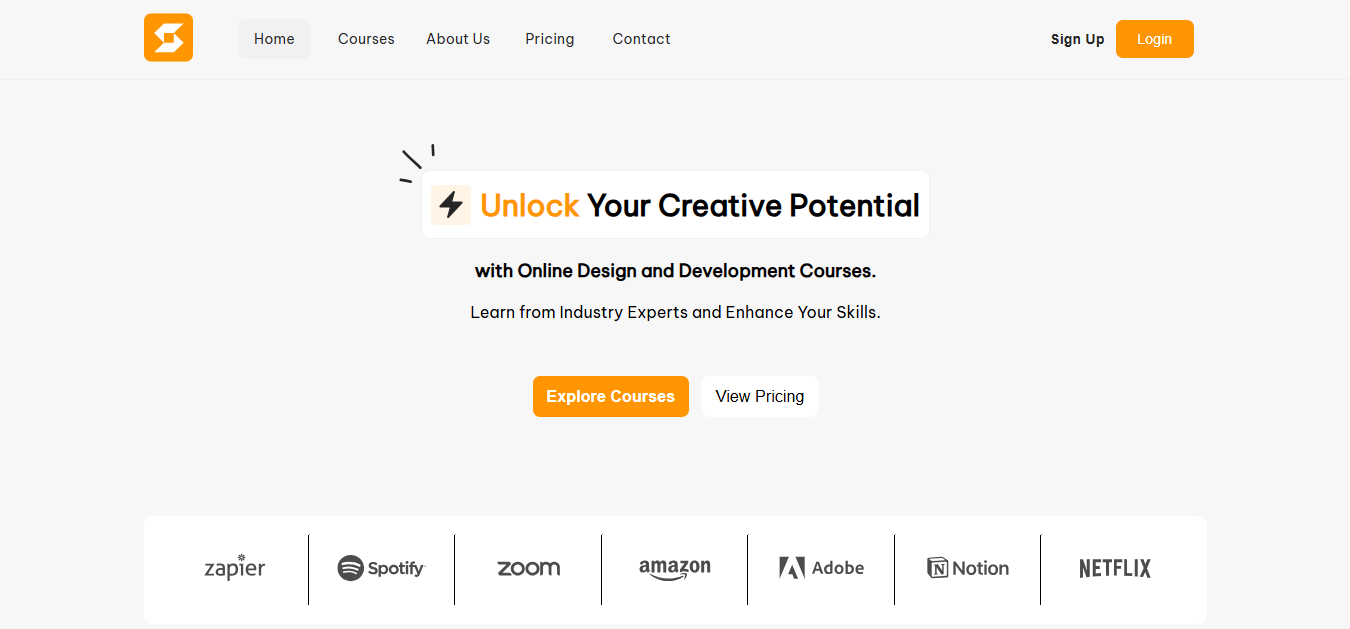 Home Courses About Us Pricing Contact Sign Up Login
Unlock Your Creative Potential
with Online Design and Development Courses.
Learn from Industry Experts and Enhance Your Skills.
Explore Courses View Pricing
zapier Spotify zoom amazon Adobe Notion NETFLIX